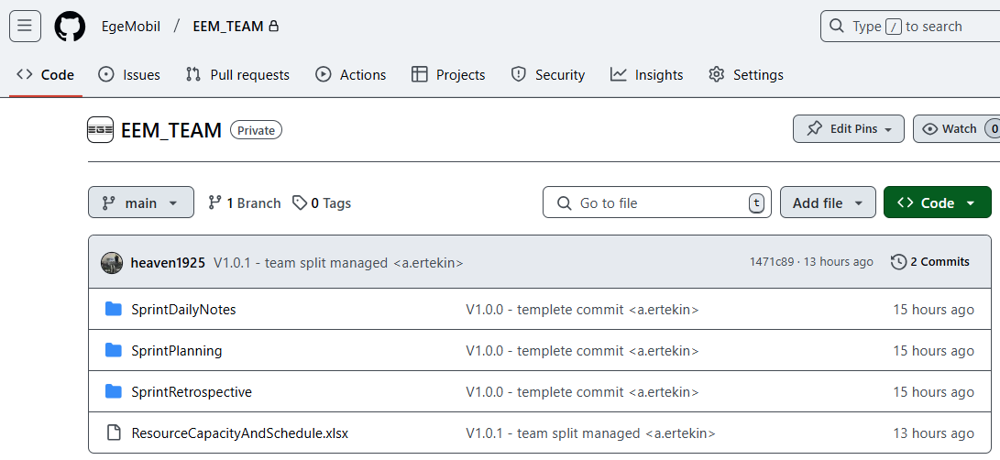 EgeMobil / EEM_TEAM
Type / to search
Code Issues Pull requests Actions Projects Security Insights Settings
EGE EEM_TEAM Private
Edit Pins Watch 0
main 1 Branch 0 Tags
Go to file t Add file Code
heaven1925 V1.0.1 - team split managed <a.ertekin> 1471c89 · 13 hours ago 2 Commits
SprintDailyNotes V1.0.0 - templete commit <a.ertekin> 15 hours ago
SprintPlanning V1.0.0 - templete commit <a.ertekin> 15 hours ago
SprintRetrospective V1.0.0 - templete commit <a.ertekin> 15 hours ago
ResourceCapacityAndSchedule.xlsx V1.0.1 - team split managed <a.ertekin> 13 hours ago